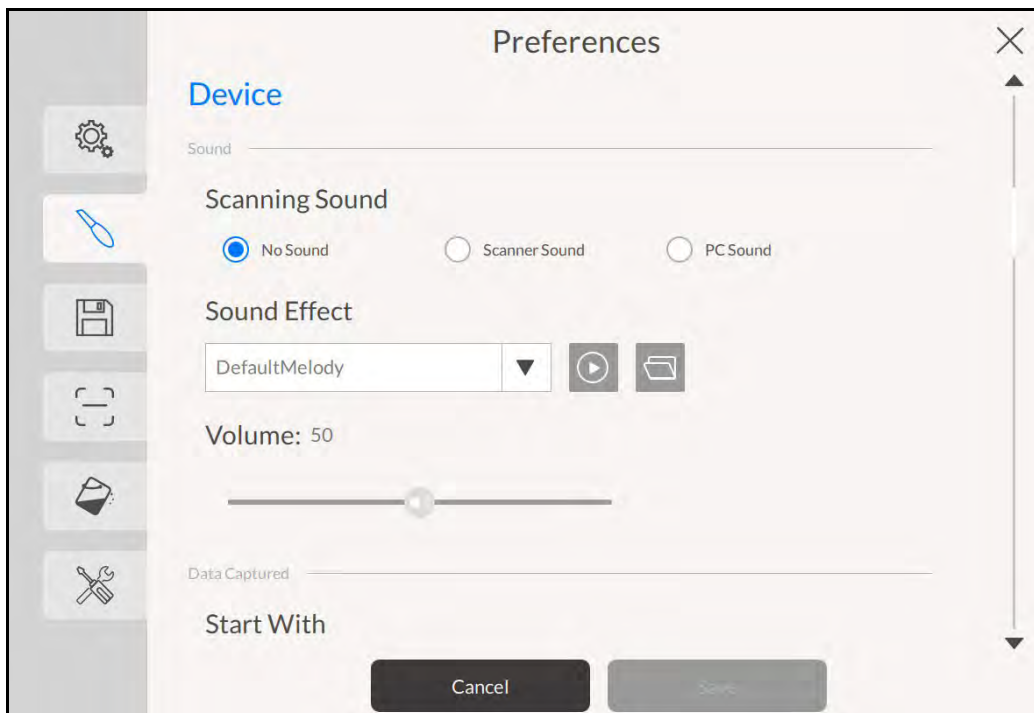 Preferences
Device
Sound
Scanning Sound
No Sound Scanner Sound PC Sound
Sound Effect
DefaultMelody
Volume: 50
Data Captured
Start With
Cancel Save